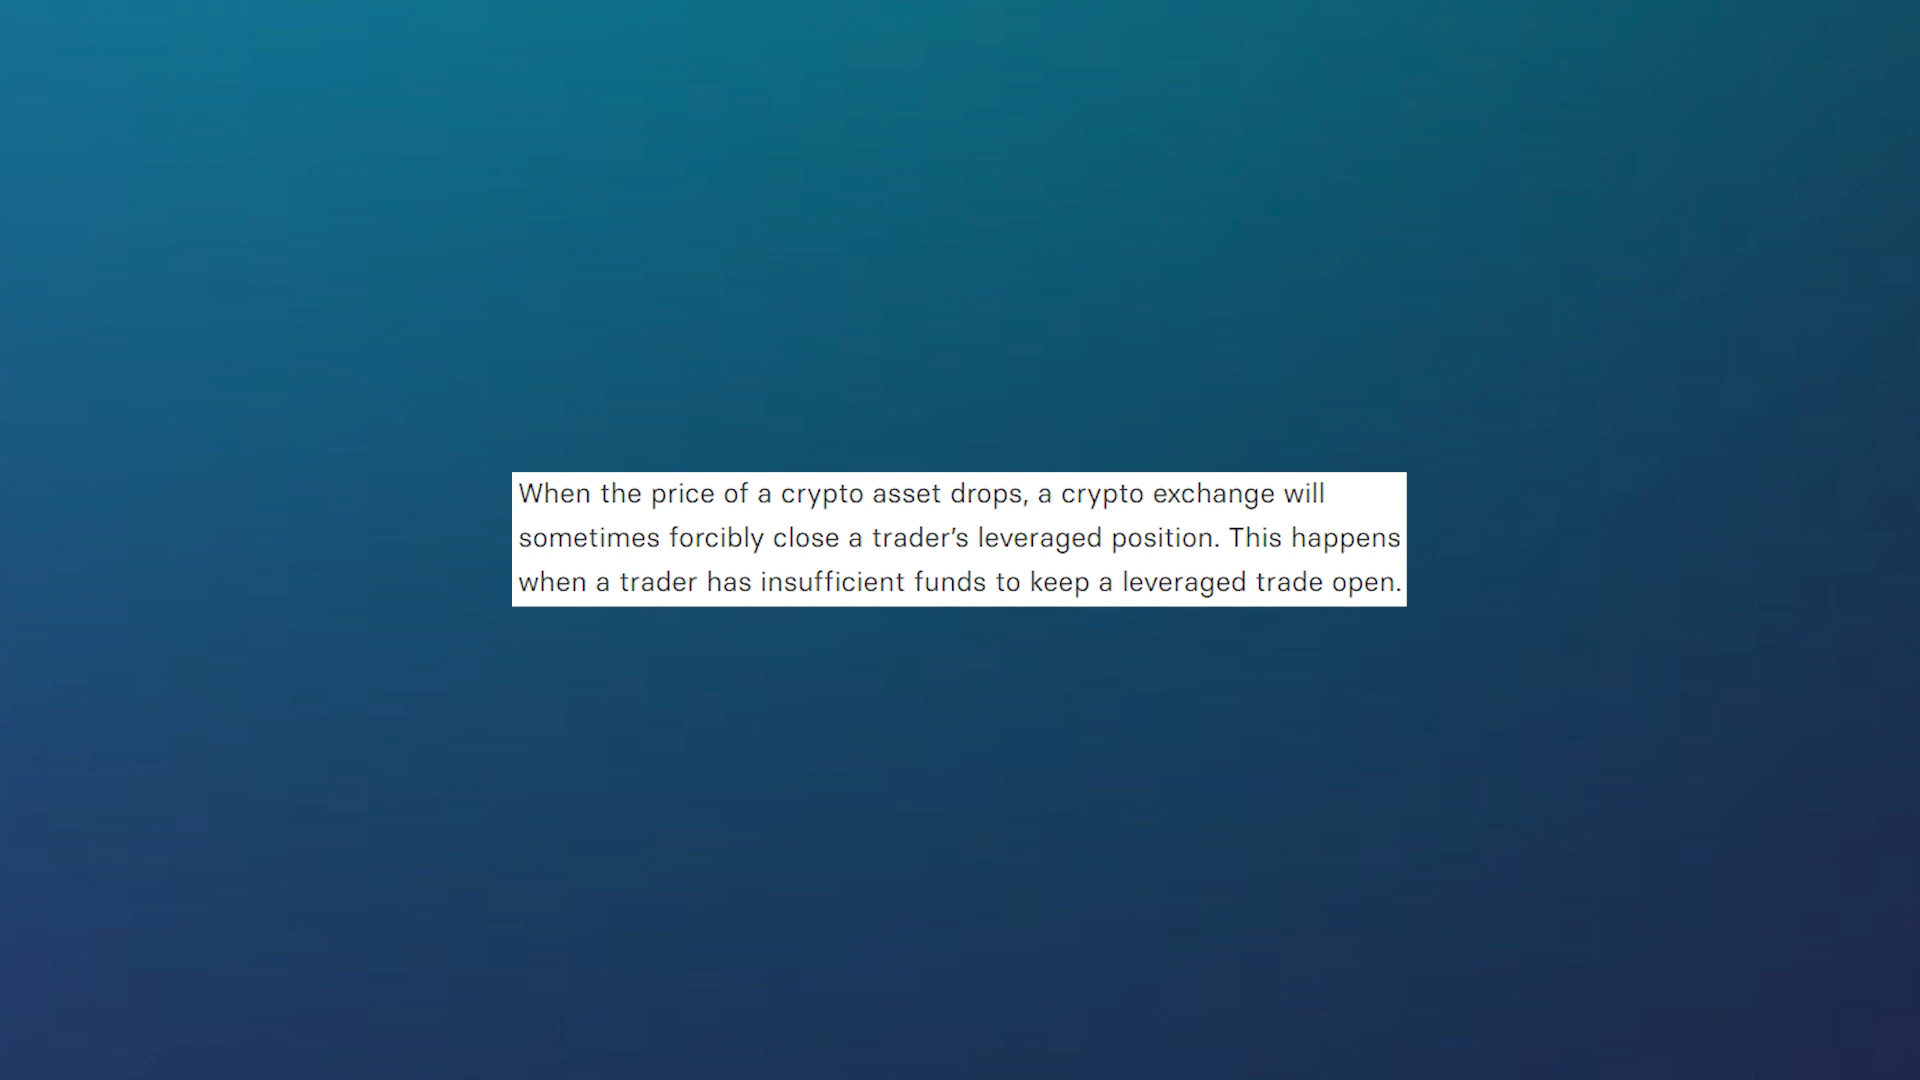 When the price of a crypto asset drops, a crypto exchange will
sometimes forcibly close a trader’s leveraged position. This happens
when a trader has insufficient funds to keep a leveraged trade open.